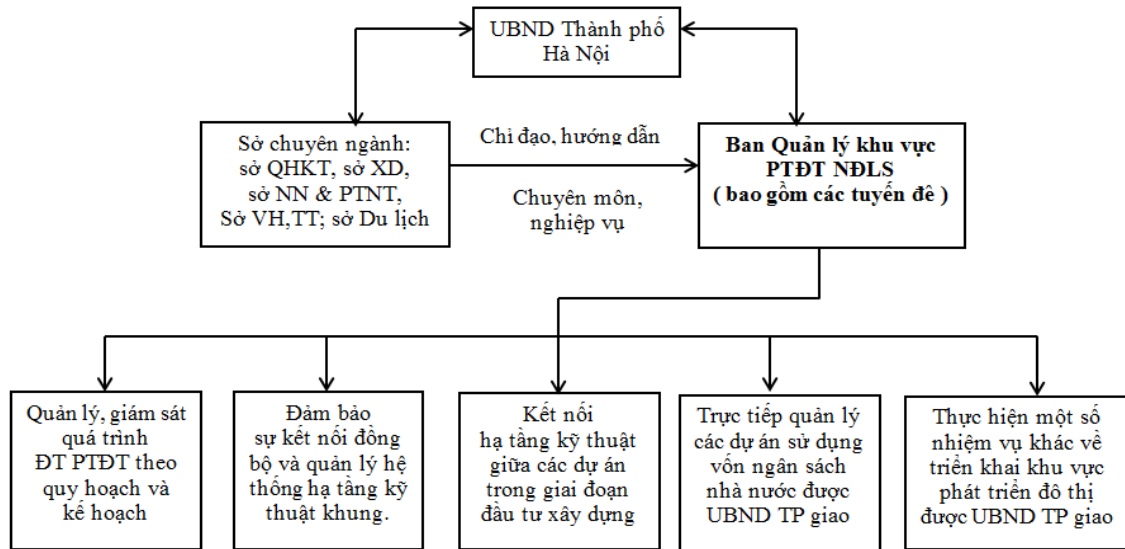 UBND Thành phố
Hà Nội
Sở chuyên ngành:
sở QHKT, sở XD,
sở NN & PTNT,
Sở VH,TT; sở Du lịch
Chỉ đạo, hướng dẫn
Chuyên môn,
nghiệp vụ
Ban Quản lý khu vực
PTĐT NĐLS
( bao gồm các tuyến đê )
Quản lý, giám sát
quá trình
ĐT PTĐT theo
quy hoạch và
kế hoạch
Đảm bảo
sự kết nối đồng
bộ và quản lý hệ
thống hạ tầng kỹ
thuật khung.
Kết nối
hạ tầng kỹ thuật
giữa các dự án
trong giai đoạn
đầu tư xây dựng
Trực tiếp quản lý
các dự án sử dụng
vốn ngân sách
nhà nước được
UBND TP giao
Thực hiện một số
nhiệm vụ khác về
triển khai khu vực
phát triển đô thị
được UBND TP giao